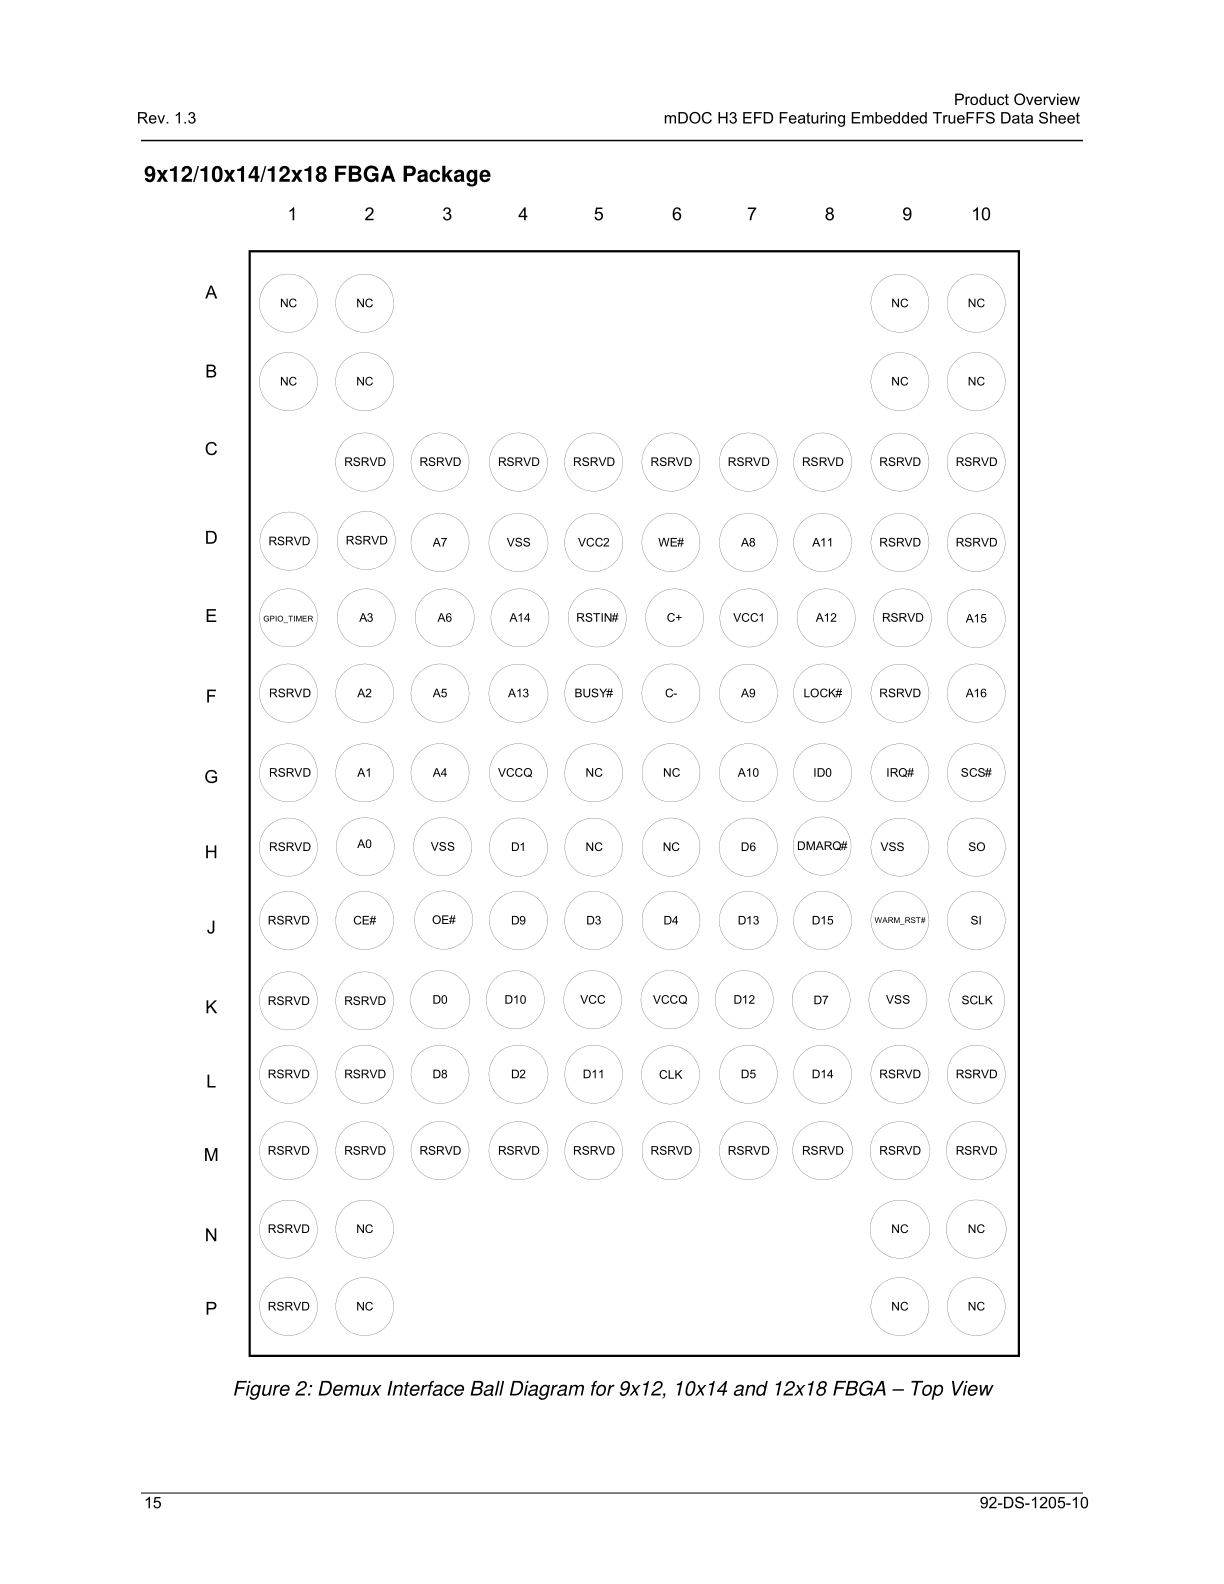 Product Overview
Rev. 1.3 mDOC H3 EFD Featuring Embedded TrueFFS Data Sheet
9x12/10x14/12x18 FBGA Package
1 2 3 4 5 6 7 8 9 10
A NC NC NC NC
B NC NC NC NC
C RSRVD RSRVD RSRVD RSRVD RSRVD RSRVD RSRVD RSRVD RSRVD
D RSRVD RSRVD A7 VSS VCC2 WE# A8 A11 RSRVD RSRVD
E GPIO_TIMER A3 A6 A14 RSTIN# C+ VCC1 A12 RSRVD A15
F RSRVD A2 A5 A13 BUSY# C- A9 LOCK# RSRVD A16
G RSRVD A1 A4 VCCQ NC NC A10 ID0 IRQ# SCS#
H RSRVD A0 VSS D1 NC NC D6 DMARQ# VSS SO
J RSRVD CE# OE# D9 D3 D4 D13 D15 WARM_RST# SI
K RSRVD RSRVD D0 D10 VCC VCCQ D12 D7 VSS SCLK
L RSRVD RSRVD D8 D2 D11 CLK D5 D14 RSRVD RSRVD
M RSRVD RSRVD RSRVD RSRVD RSRVD RSRVD RSRVD RSRVD RSRVD RSRVD
N RSRVD NC NC NC
P RSRVD NC NC NC
Figure 2: Demux Interface Ball Diagram for 9x12, 10x14 and 12x18 FBGA – Top View
15 92-DS-1205-10